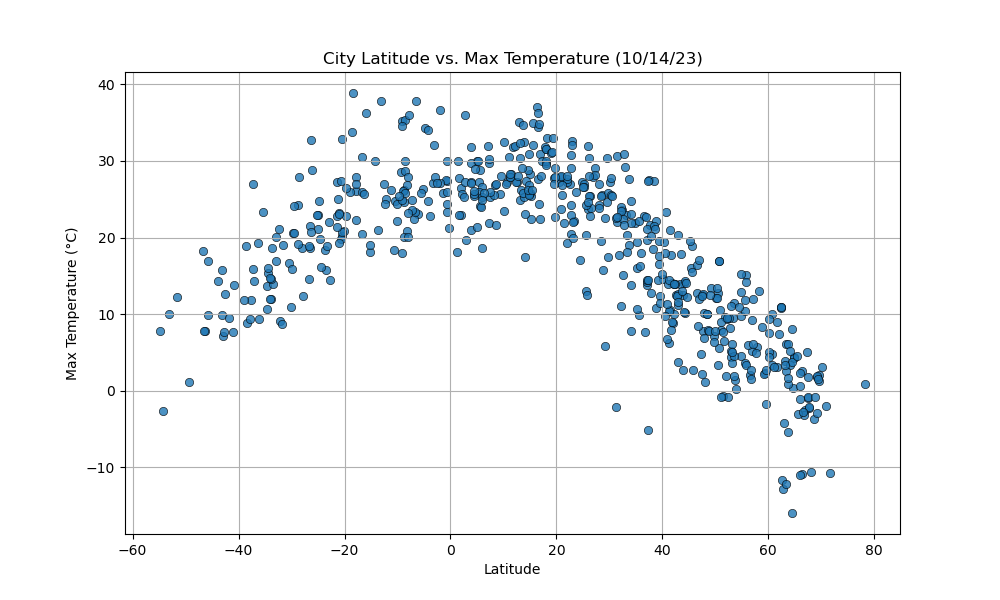 City Latitude vs. Max Temperature (10/14/23)
Max Temperature (°C)
40
30
20
10
0
−10
−60 −40 −20 0 20 40 60 80
Latitude